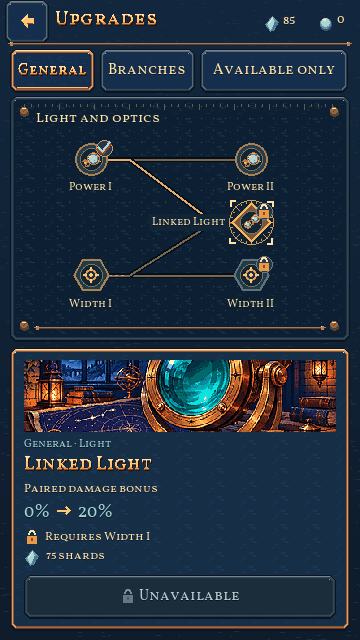 Upgrades
85
0
General
Branches
Available only
Light and optics
Power I
Power II
Linked Light
Width I
Width II
General · Light
Linked Light
Paired damage bonus
0% → 20%
Requires Width I
75 shards
Unavailable